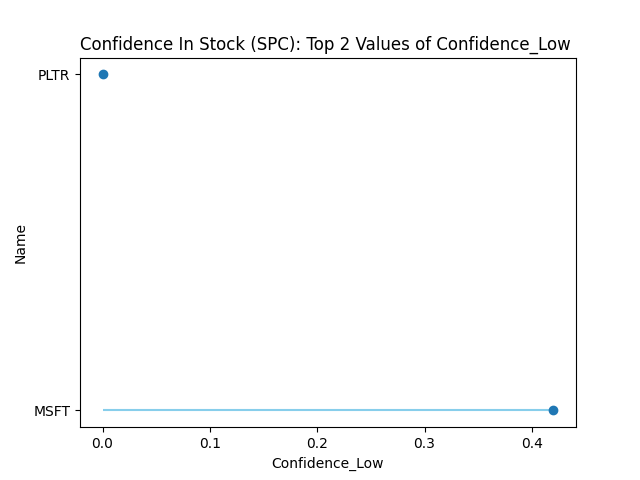 Confidence In Stock (SPC): Top 2 Values of Confidence_Low
PLTR
Name
MSFT
0.0 0.1 0.2 0.3 0.4
Confidence_Low